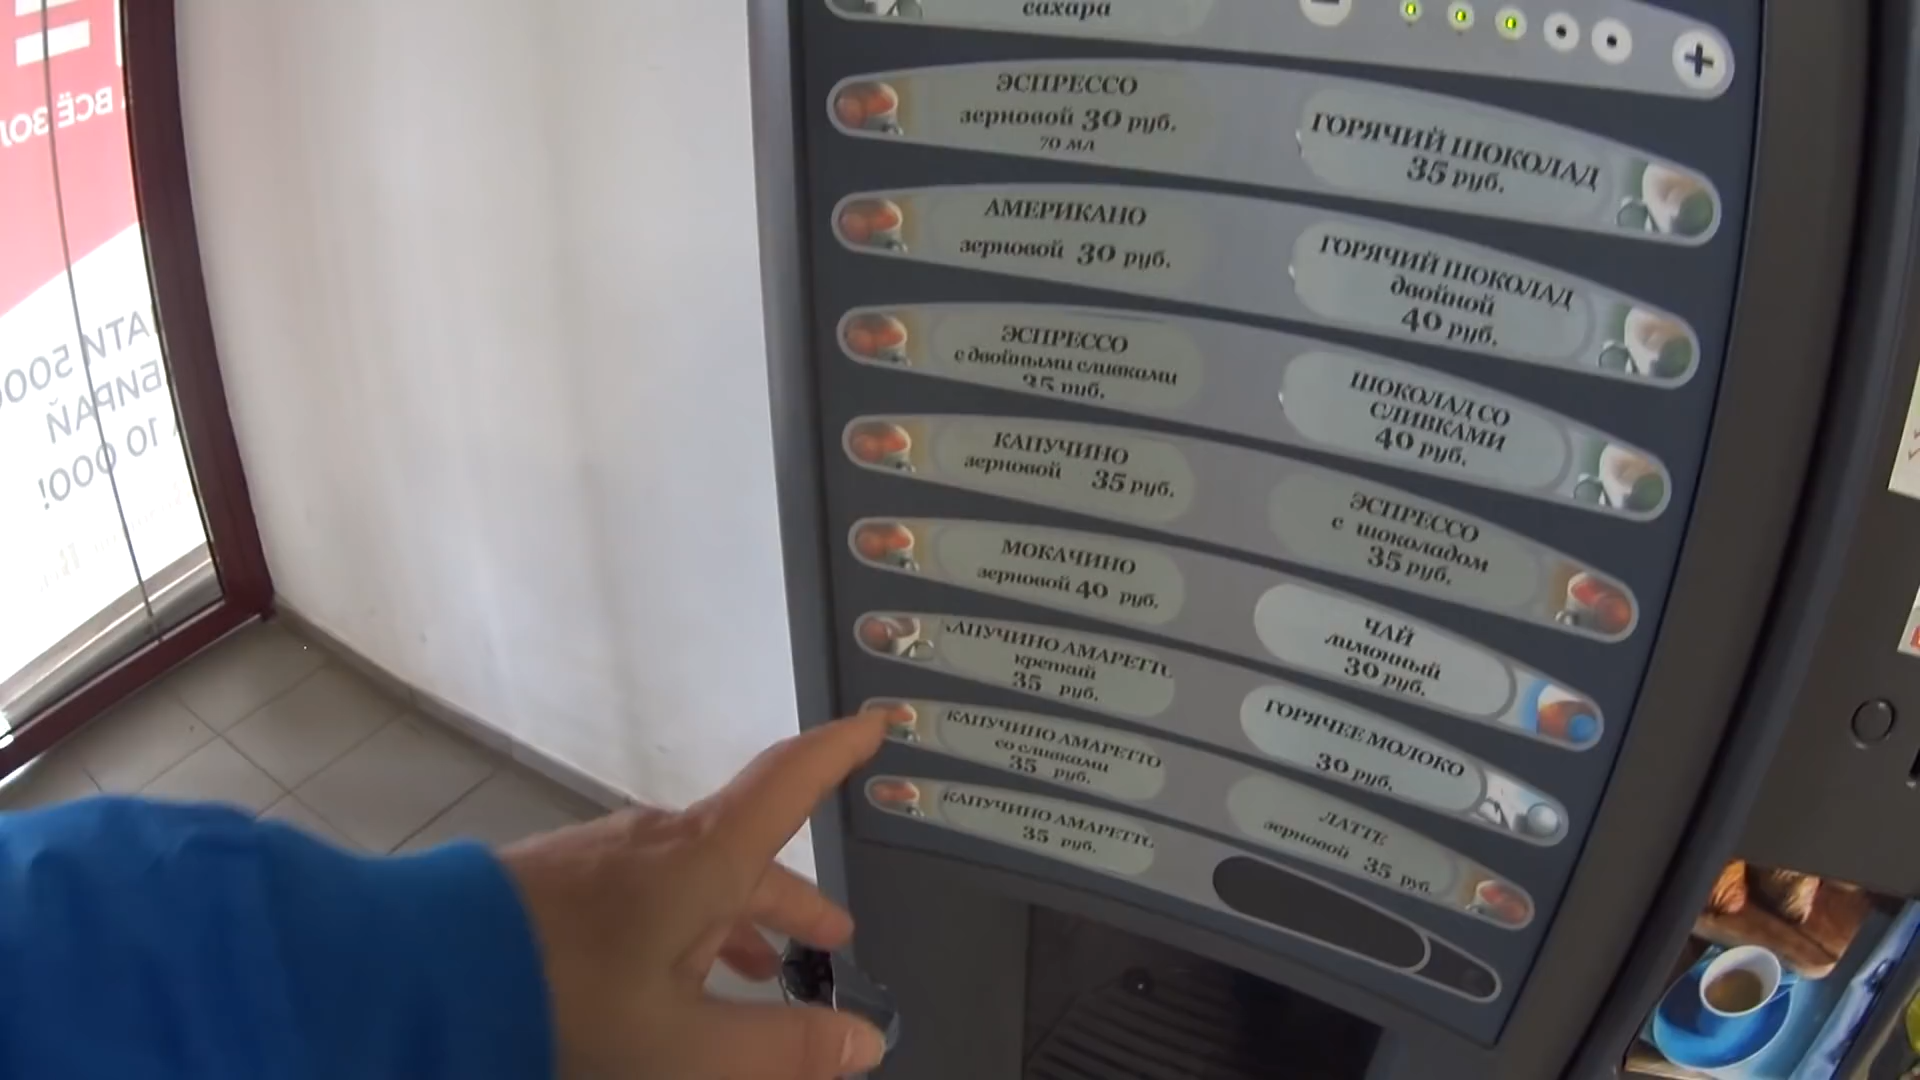 сахара
ЭСПРЕССО
зерновой 30 руб.
70 мл
АМЕРИКАНО
зерновой 30 руб.
ЭСПРЕССО
с двойными сливками
35 руб.
КАПУЧИНО
зерновой 35 руб.
МОКАЧИНО
зерновой 40 руб.
КАПУЧИНО АМАРЕТТО
крепкий
35 руб.
КАПУЧИНО АМАРЕТТО
со сливками
35 руб.
КАПУЧИНО АМАРЕТТО
35 руб.
ГОРЯЧИЙ ШОКОЛАД
35 руб.
ГОРЯЧИЙ ШОКОЛАД
двойной
40 руб.
ШОКОЛАД СО
СЛИВКАМИ
40 руб.
ЭСПРЕССО
с шоколадом
35 руб.
ЧАЙ
лимонный
30 руб.
ГОРЯЧЕЕ МОЛОКО
30 руб.
ЛАТТЕ
зерновой 35 руб.
ВСЁ
10 000!